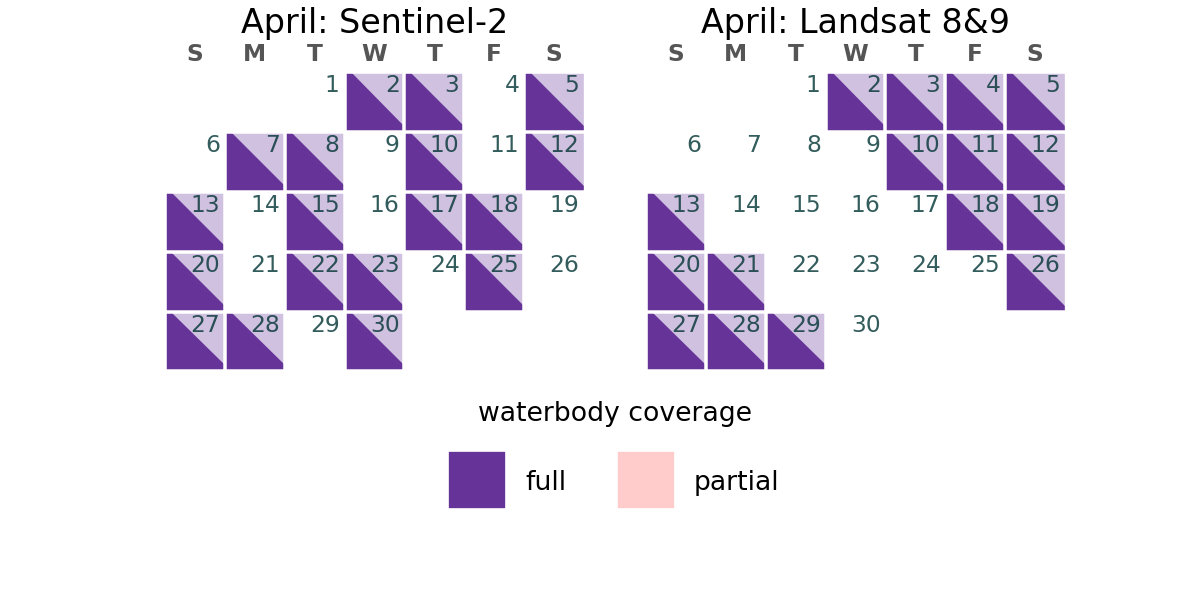 April: Sentinel-2
S M T W T F S
1 2 3 4 5
6 7 8 9 10 11 12
13 14 15 16 17 18 19
20 21 22 23 24 25 26
27 28 29 30
April: Landsat 8&9
S M T W T F S
1 2 3 4 5
6 7 8 9 10 11 12
13 14 15 16 17 18 19
20 21 22 23 24 25 26
27 28 29 30
waterbody coverage
full partial